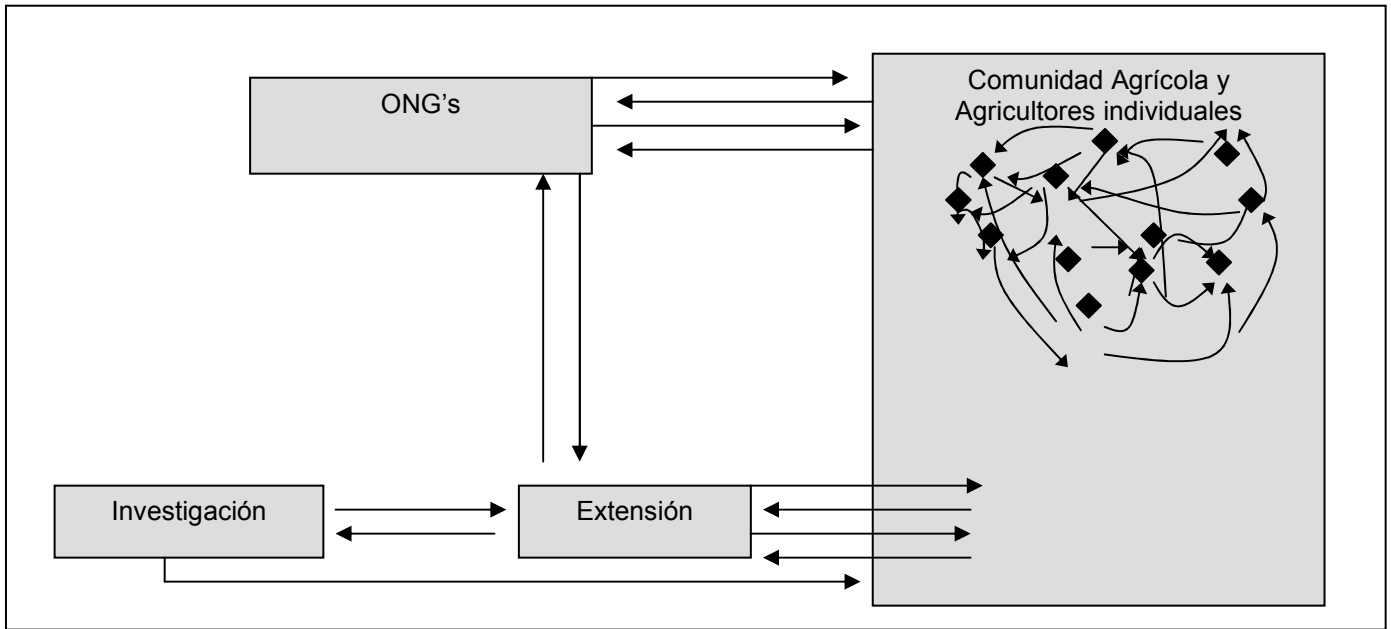 ONG's
Comunidad Agrícola y
Agricultores individuales
Investigación
Extensión